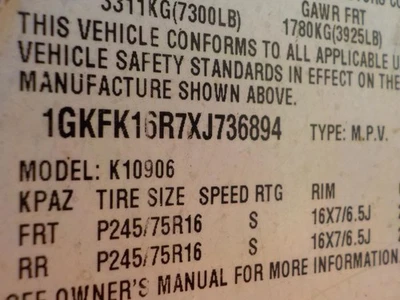 3311KG(7300LB) GAWR FRT
1780KG(3925LB)
THIS VEHICLE CONFORMS TO ALL APPLICABLE
VEHICLE SAFETY STANDARDS IN EFFECT ON THE
MANUFACTURE SHOWN ABOVE.
1GKFK16R7XJ736894 TYPE: M.P.V.
MODEL: K10906
KPAZ TIRE SIZE SPEED RTG RIM
FRT P245/75R16 S 16X7/6.5J
RR P245/75R16 S 16X7/6.5J
SEE OWNER'S MANUAL FOR MORE INFORMATION